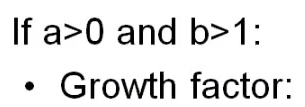 If a>0 and b>1:
• Growth factor: